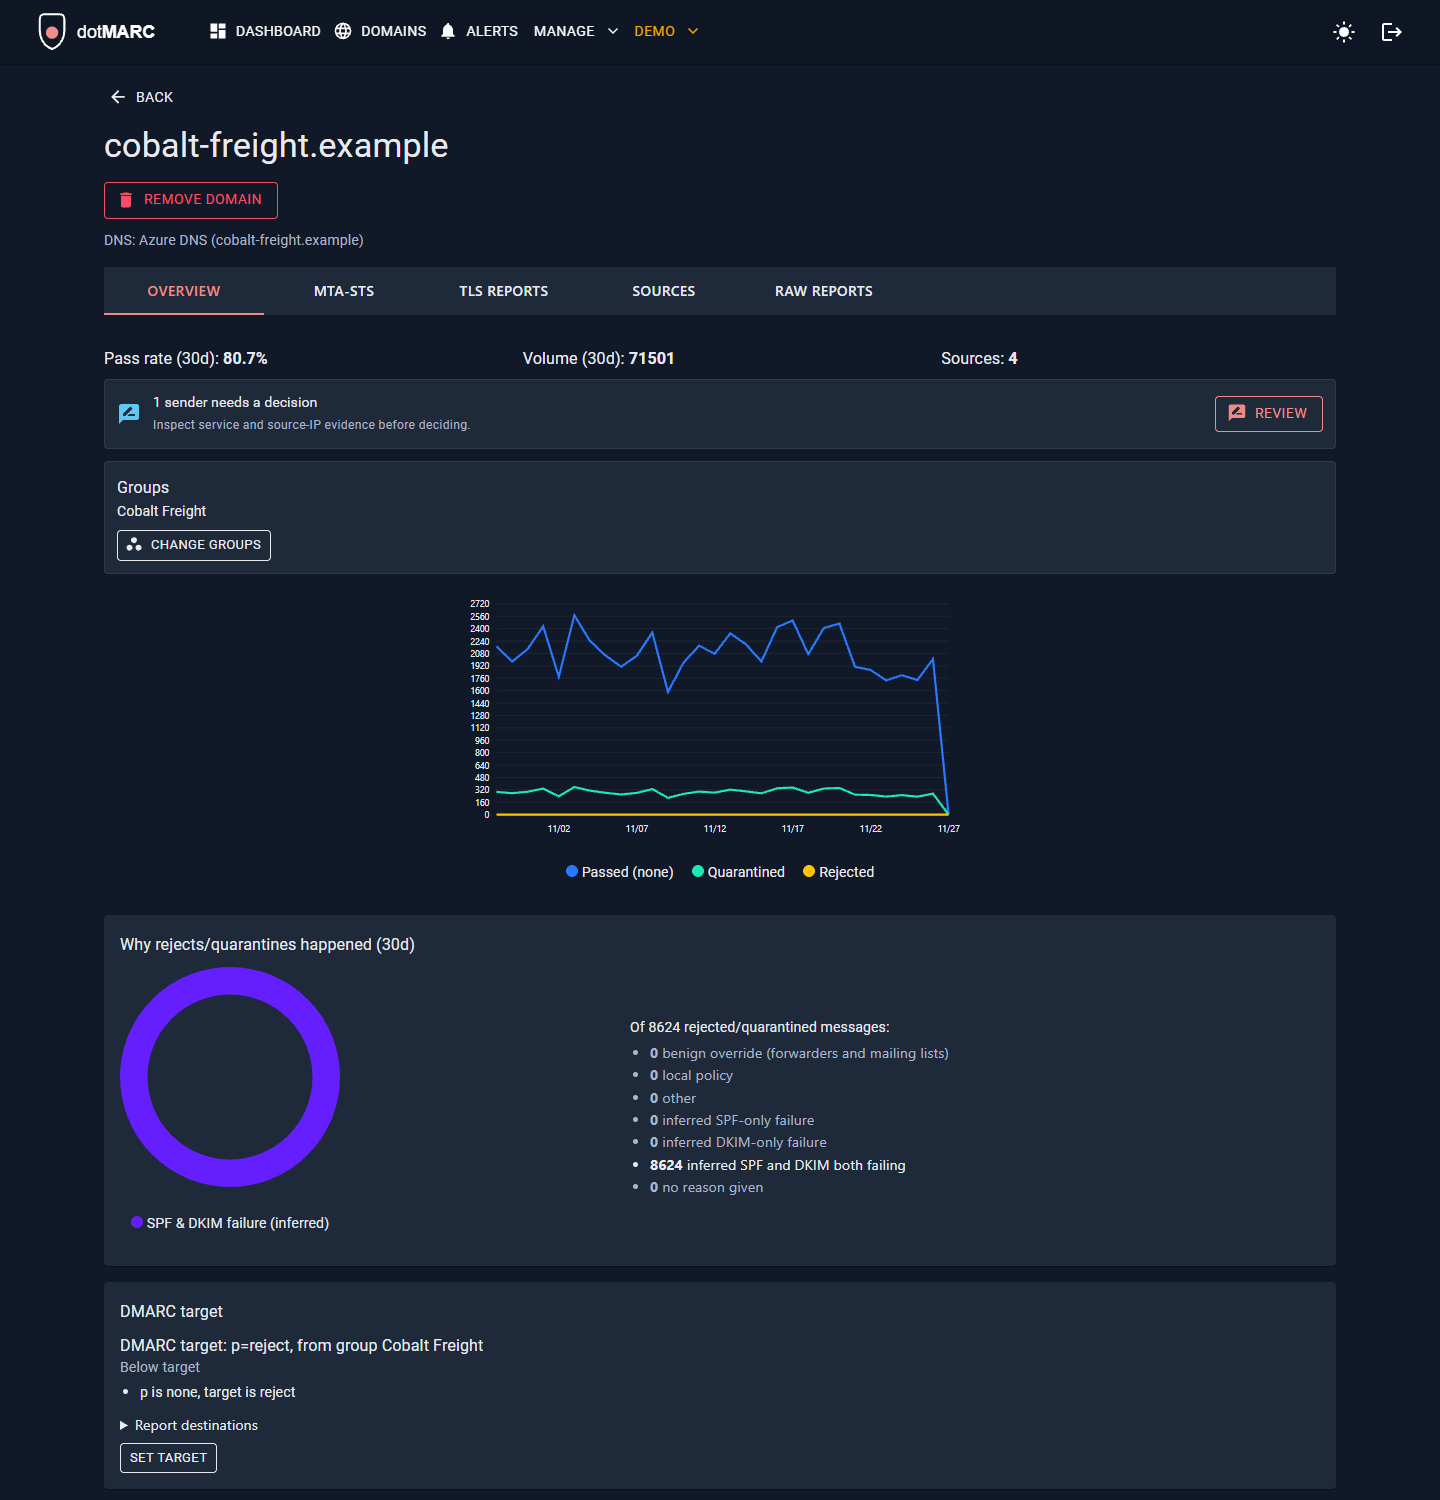 dotMARC
DASHBOARD
DOMAINS
ALERTS
MANAGE
DEMO
BACK
cobalt-freight.example
REMOVE DOMAIN
DNS: Azure DNS (cobalt-freight.example)
OVERVIEW
MTA-STS
TLS REPORTS
SOURCES
RAW REPORTS
Pass rate (30d): 80.7%
Volume (30d): 71501
Sources: 4
1 sender needs a decision
Inspect service and source-IP evidence before deciding.
REVIEW
Groups
Cobalt Freight
CHANGE GROUPS
2720
2560
2400
2240
2080
1920
1760
1600
1440
1280
1120
960
800
640
480
320
160
0
11/02
11/07
11/12
11/17
11/22
11/27
Passed (none)
Quarantined
Rejected
Why rejects/quarantines happened (30d)
Of 8624 rejected/quarantined messages:
0 benign override (forwarders and mailing lists)
0 local policy
0 other
0 inferred SPF-only failure
0 inferred DKIM-only failure
8624 inferred SPF and DKIM both failing
0 no reason given
SPF & DKIM failure (inferred)
DMARC target
DMARC target: p=reject, from group Cobalt Freight
Below target
p is none, target is reject
Report destinations
SET TARGET